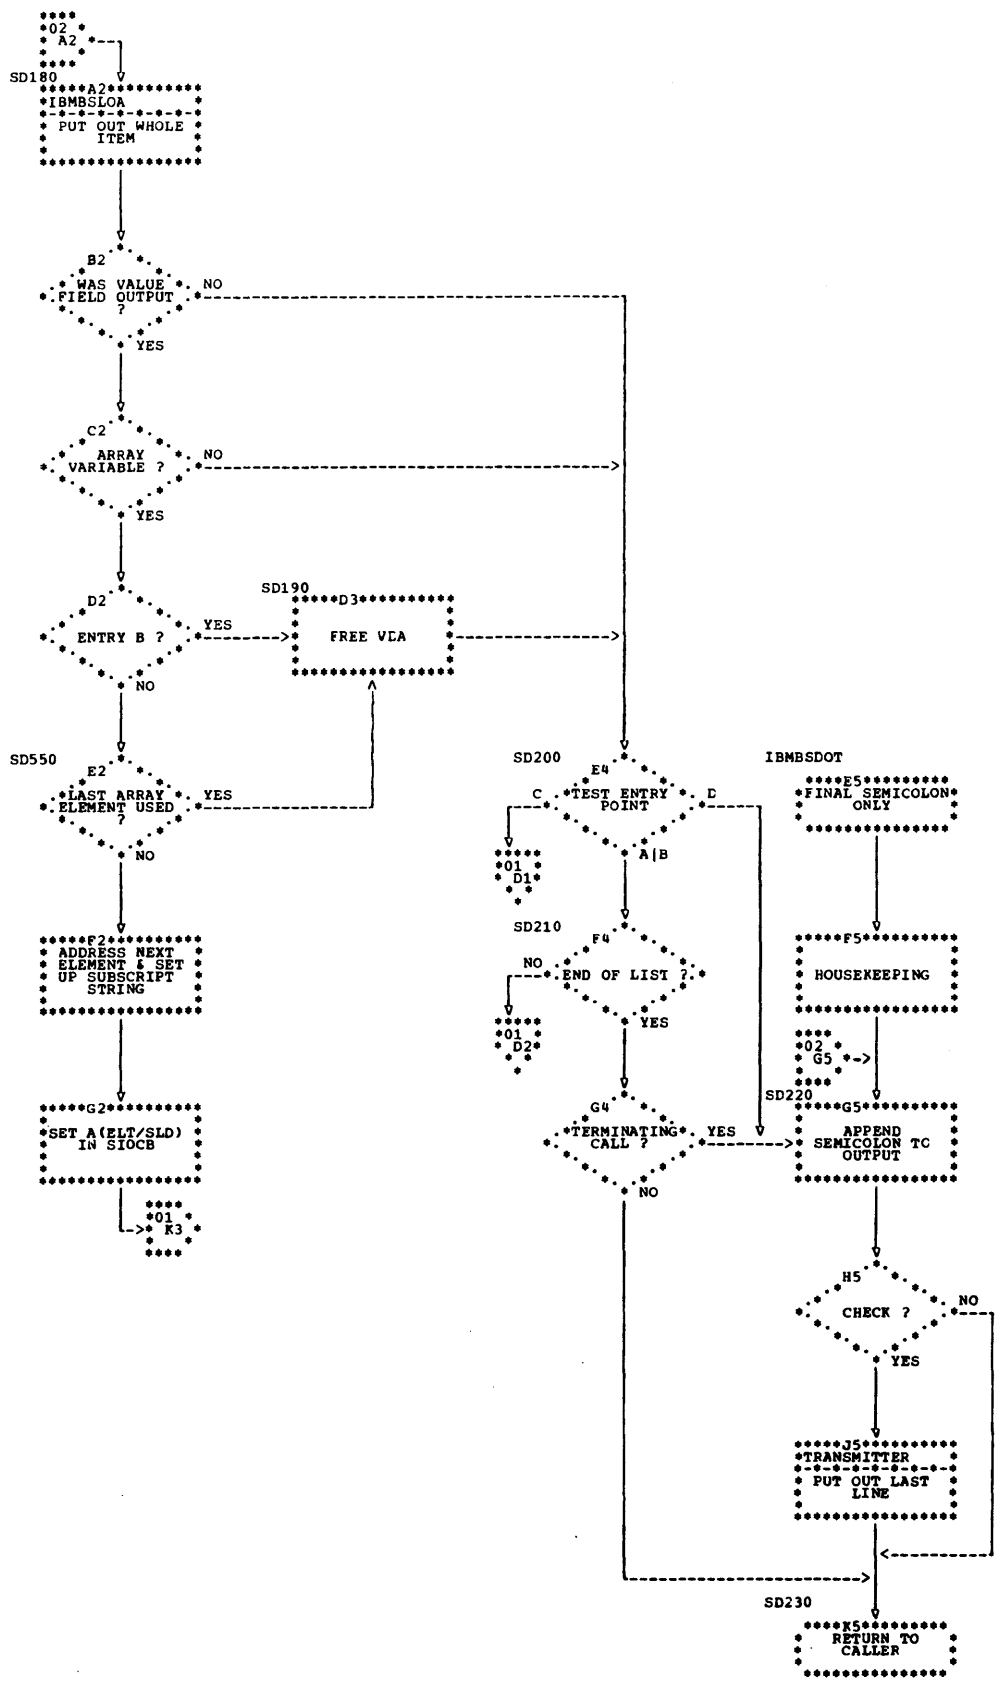 02
A2
SD180
A2
IBMBSLOA
PUT OUT WHOLE
ITEM
B2
WAS VALUE
FIELD OUTPUT
?
NO
YES
C2
ARRAY
VARIABLE ?
NO
YES
D2
ENTRY B ?
YES
NO
SD190
D3
FREE VDA
SD550
E2
LAST ARRAY
ELEMENT USED
?
YES
NO
F2
ADDRESS NEXT
ELEMENT & SET
UP SUBSCRIPT
STRING
G2
SET A(ELT/SLD)
IN SIOCB
01
K3
SD200
E4
TEST ENTRY
POINT
C
D
A|B
01
D1
SD210
F4
END OF LIST ?
NO
YES
01
D2
G4
TERMINATING
CALL ?
YES
NO
IBMBSDOT
E5
FINAL SEMICOLON
ONLY
F5
HOUSEKEEPING
02
G5
SD220
G5
APPEND
SEMICOLON TO
OUTPUT
H5
CHECK ?
NO
YES
J5
TRANSMITTER
PUT OUT LAST
LINE
SD230
K5
RETURN TO
CALLER